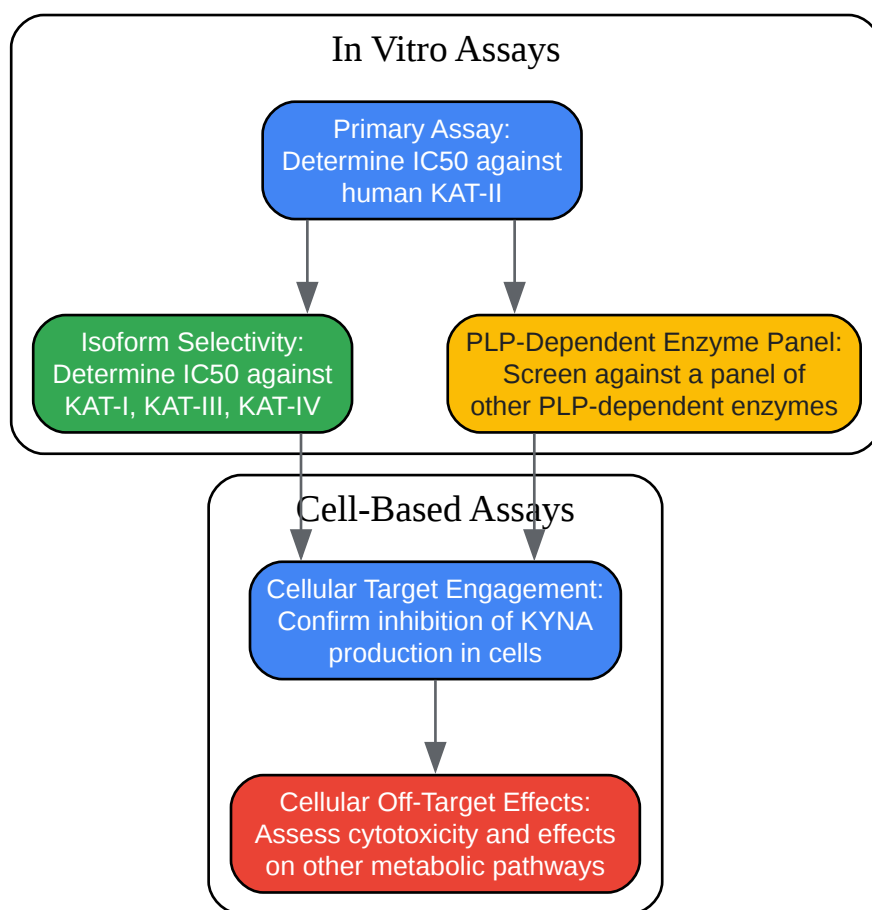 In Vitro Assays
Primary Assay:
Determine IC50 against
human KAT-II
Isoform Selectivity:
Determine IC50 against
KAT-I, KAT-III, KAT-IV
PLP-Dependent Enzyme Panel:
Screen against a panel of
other PLP-dependent enzymes
Cell-Based Assays
Cellular Target Engagement:
Confirm inhibition of KYNA
production in cells
Cellular Off-Target Effects:
Assess cytotoxicity and effects
on other metabolic pathways